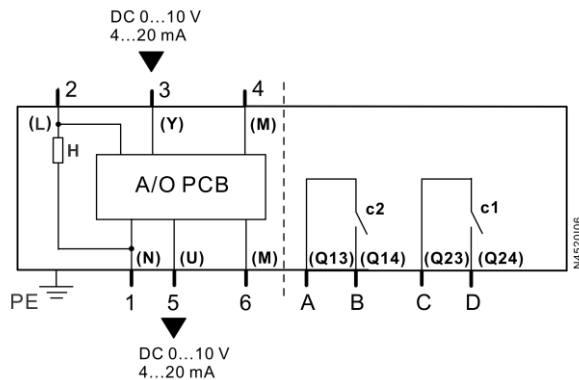 DC 0...10 V
4...20 mA
2 3 4
(L) (Y) (M)
H
A/O PCB
c2 c1
(N) (U) (M) (Q13) (Q14) (Q23) (Q24)
PE 1 5 6 A B C D
DC 0...10 V
4...20 mA
N4520I06